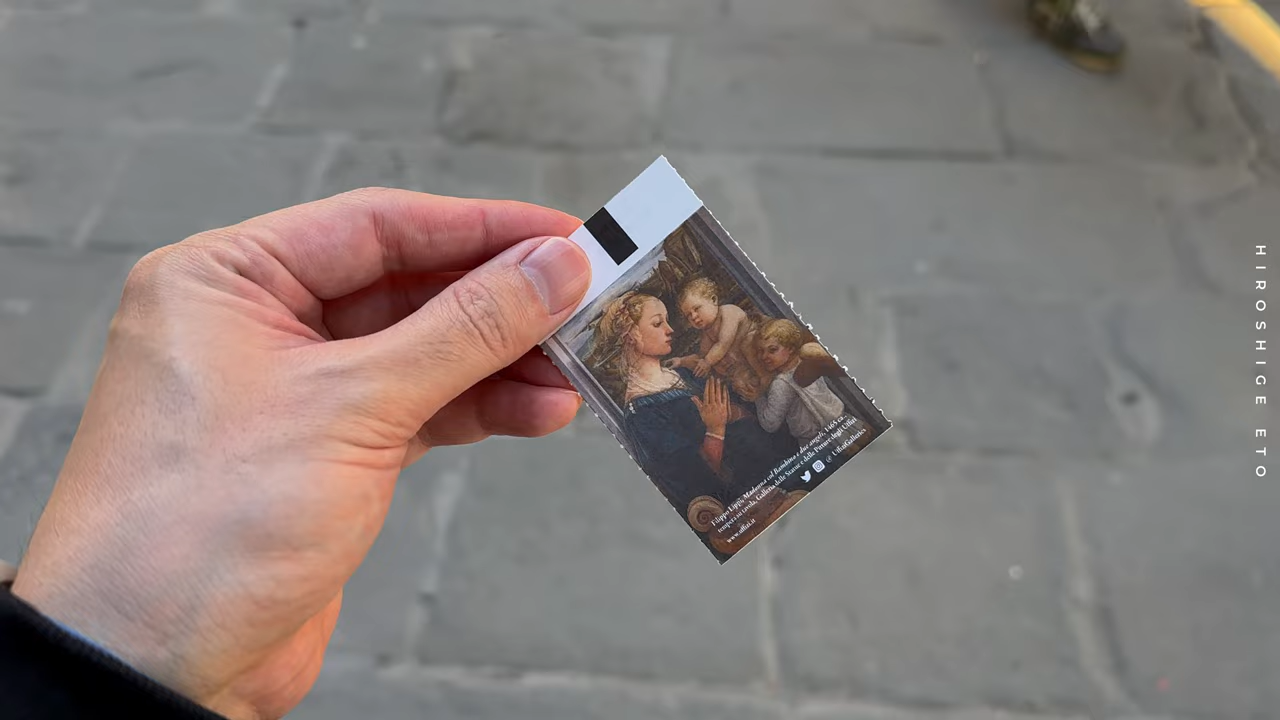 Filippo Lippi, Madonna col Bambino e due angeli, 1465 ca.,
tempera su tavola, Galleria delle Statue e delle Pitture degli Uffizi
www.uffizi.it
@ UffiziGalleries
HIROSHIGE ETO